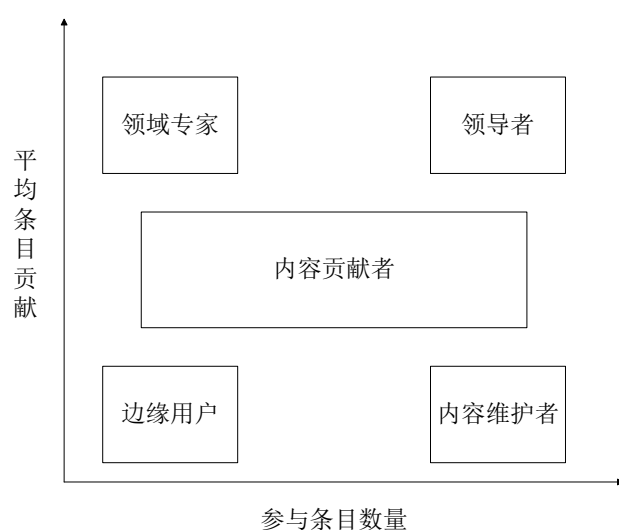 平均条目贡献
领域专家
领导者
内容贡献者
边缘用户
内容维护者
参与条目数量